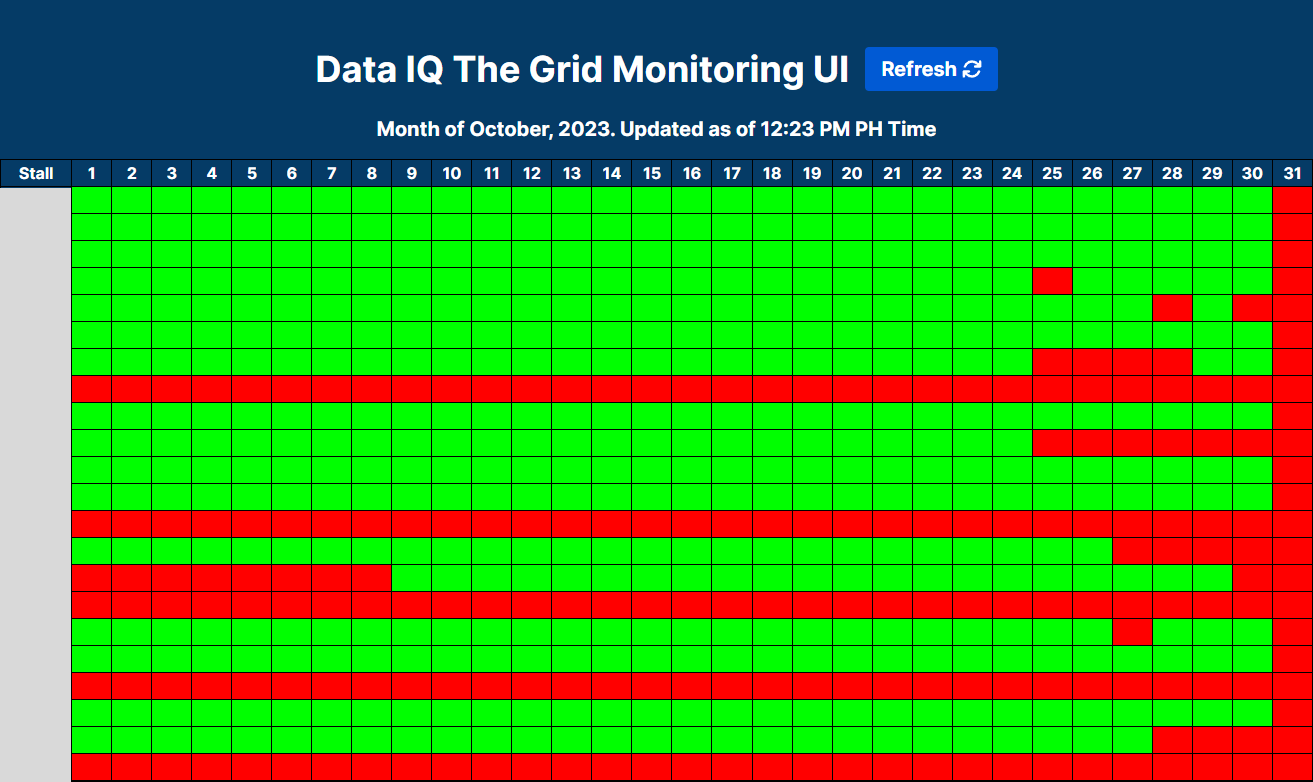 Data IQ The Grid Monitoring UI Refresh
Month of October, 2023. Updated as of 12:23 PM PH Time
Stall 1 2 3 4 5 6 7 8 9 10 11 12 13 14 15 16 17 18 19 20 21 22 23 24 25 26 27 28 29 30 31